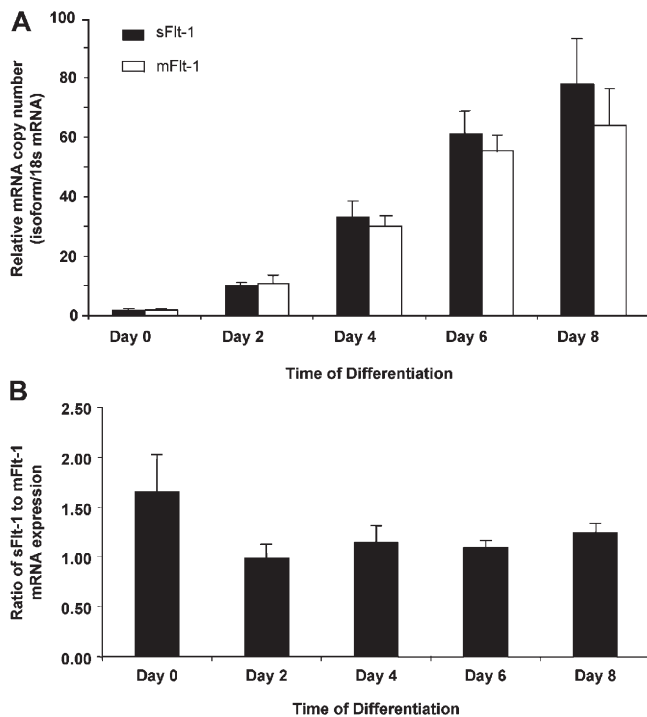 A
sFlt-1
mFlt-1
Relative mRNA copy number
(isoform/18s mRNA)
100
80
60
40
20
0
Day 0
Day 2
Day 4
Day 6
Day 8
Time of Differentiation
B
Ratio of sFlt-1 to mFlt-1
mRNA expression
2.50
2.00
1.50
1.00
0.50
0.00
Day 0
Day 2
Day 4
Day 6
Day 8
Time of Differentiation